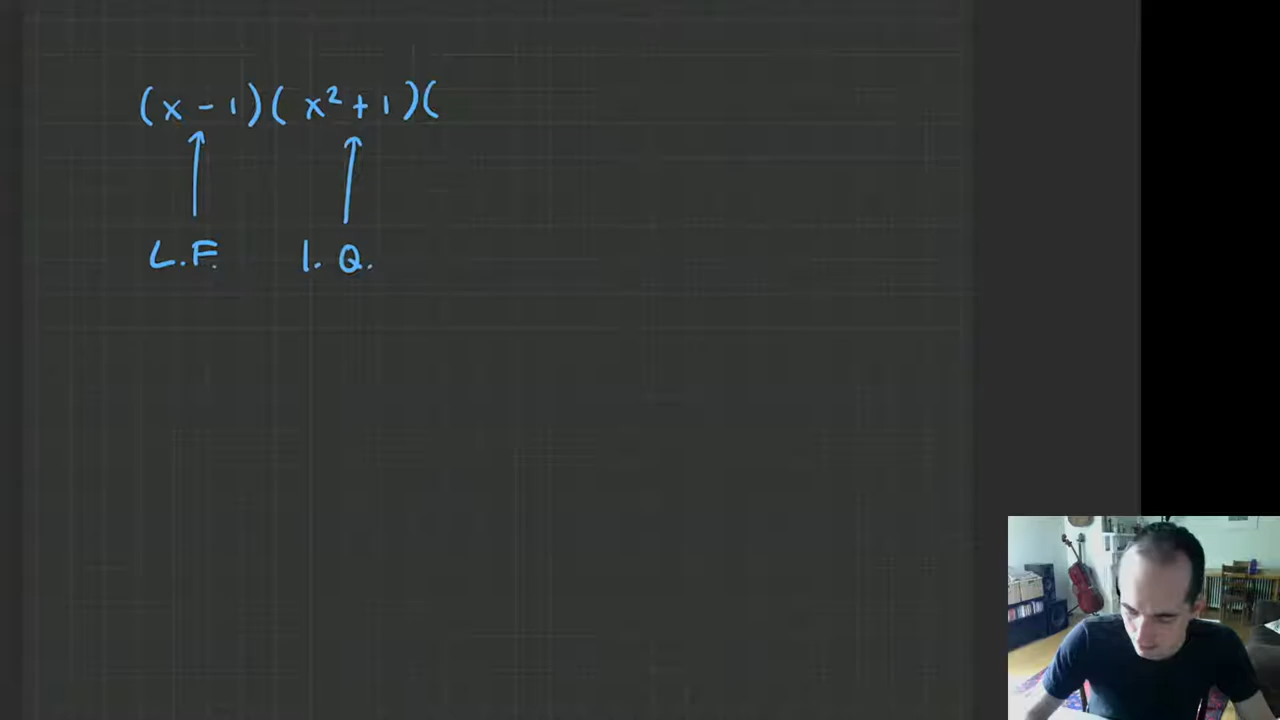 (x - 1)(x² + 1)(
L.F. I. Q.